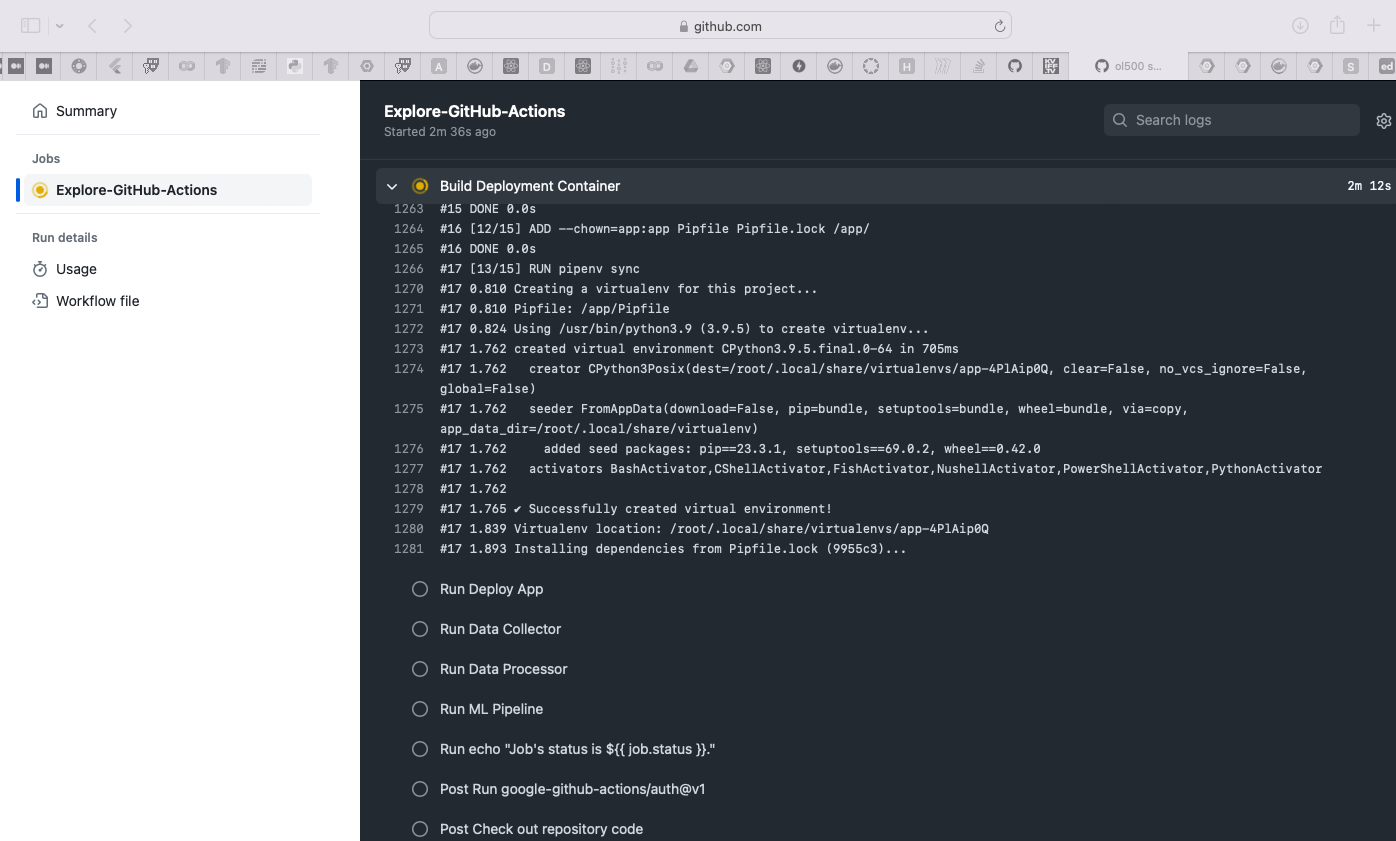 github.com
A
D
H
ol500 s...
S
ed
Summary
Jobs
Explore-GitHub-Actions
Run details
Usage
Workflow file
Explore-GitHub-Actions
Started 2m 36s ago
Search logs
Build Deployment Container
2m 12s
1263 #15 DONE 0.0s
1264 #16 [12/15] ADD --chown=app:app Pipfile Pipfile.lock /app/
1265 #16 DONE 0.0s
1266 #17 [13/15] RUN pipenv sync
1270 #17 0.810 Creating a virtualenv for this project...
1271 #17 0.810 Pipfile: /app/Pipfile
1272 #17 0.824 Using /usr/bin/python3.9 (3.9.5) to create virtualenv...
1273 #17 1.762 created virtual environment CPython3.9.5.final.0-64 in 705ms
1274 #17 1.762   creator CPython3Posix(dest=/root/.local/share/virtualenvs/app-4PlAip0Q, clear=False, no_vcs_ignore=False,
global=False)
1275 #17 1.762   seeder FromAppData(download=False, pip=bundle, setuptools=bundle, wheel=bundle, via=copy,
app_data_dir=/root/.local/share/virtualenv)
1276 #17 1.762     added seed packages: pip==23.3.1, setuptools==69.0.2, wheel==0.42.0
1277 #17 1.762   activators BashActivator,CShellActivator,FishActivator,NushellActivator,PowerShellActivator,PythonActivator
1278 #17 1.762
1279 #17 1.765 ✔ Successfully created virtual environment!
1280 #17 1.839 Virtualenv location: /root/.local/share/virtualenvs/app-4PlAip0Q
1281 #17 1.893 Installing dependencies from Pipfile.lock (9955c3)...
Run Deploy App
Run Data Collector
Run Data Processor
Run ML Pipeline
Run echo "Job's status is ${{ job.status }}."
Post Run google-github-actions/auth@v1
Post Check out repository code